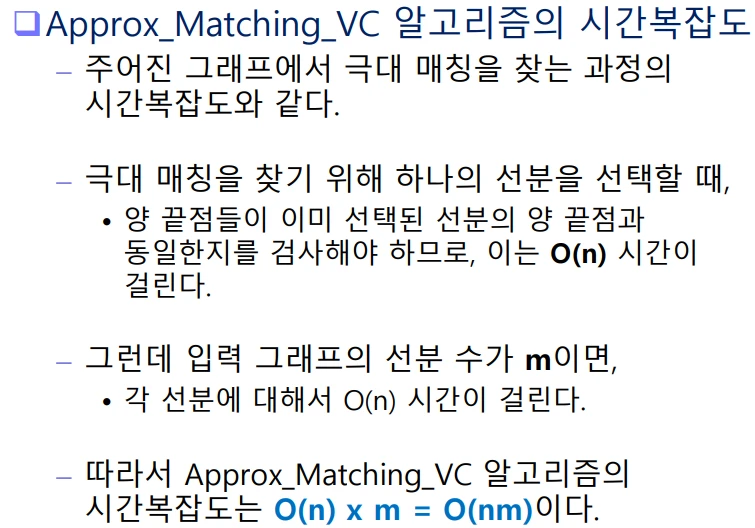 ❑Approx_Matching_VC 알고리즘의 시간복잡도
– 주어진 그래프에서 극대 매칭을 찾는 과정의
시간복잡도와 같다.
– 극대 매칭을 찾기 위해 하나의 선분을 선택할 때,
• 양 끝점들이 이미 선택된 선분의 양 끝점과
동일한지를 검사해야 하므로, 이는 O(n) 시간이
걸린다.
– 그런데 입력 그래프의 선분 수가 m이면,
• 각 선분에 대해서 O(n) 시간이 걸린다.
– 따라서 Approx_Matching_VC 알고리즘의
시간복잡도는 O(n) x m = O(nm)이다.